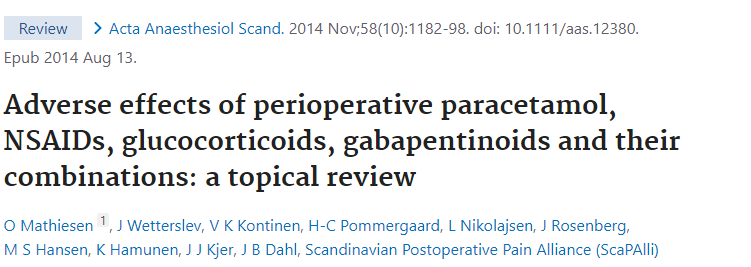 Review > Acta Anaesthesiol Scand. 2014 Nov;58(10):1182-98. doi: 10.1111/aas.12380.
Epub 2014 Aug 13.
Adverse effects of perioperative paracetamol,
NSAIDs, glucocorticoids, gabapentinoids and their
combinations: a topical review
O Mathiesen 1, J Wetterslev, V K Kontinen, H-C Pommergaard, L Nikolajsen, J Rosenberg,
M S Hansen, K Hamunen, J J Kjer, J B Dahl, Scandinavian Postoperative Pain Alliance (ScaPAlli)